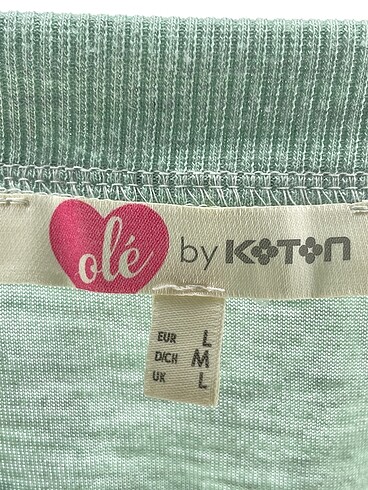 olé by KOTON
EUR L
D/CH M
UK L